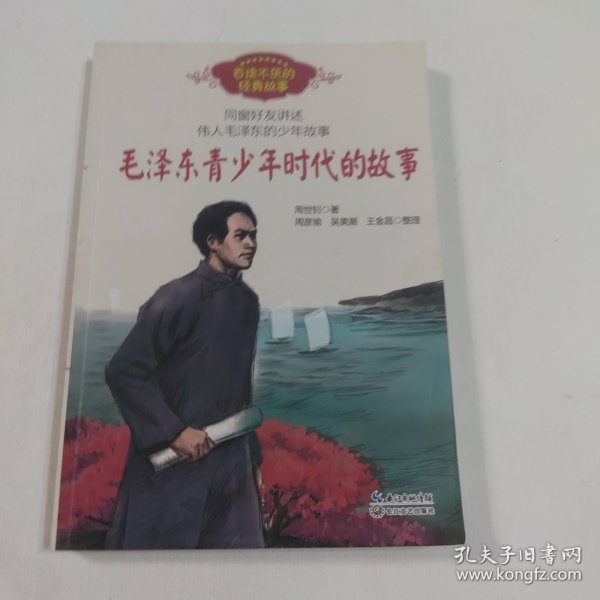 百读不厌的
经典故事
同窗好友讲述
伟人毛泽东的少年故事
毛泽东青少年时代的故事
周世钊◎著
周彦瑜 吴美潮 王金昌◎整理
长江文艺出版社
孔夫子旧书网
www.kongfz.com